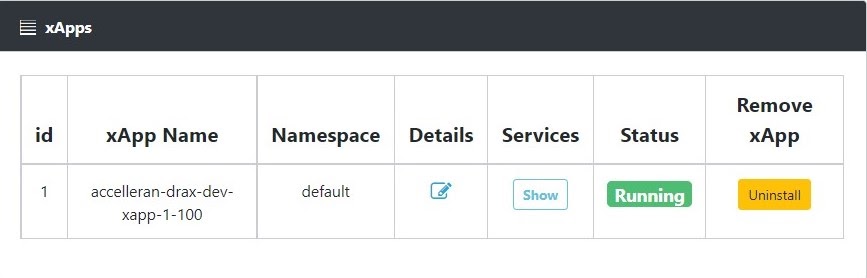 xApps
Remove
id xApp Name Namespace Details Services Status xApp
1 accelleran-drax-dev- default Show Running Uninstall
xapp-1-100